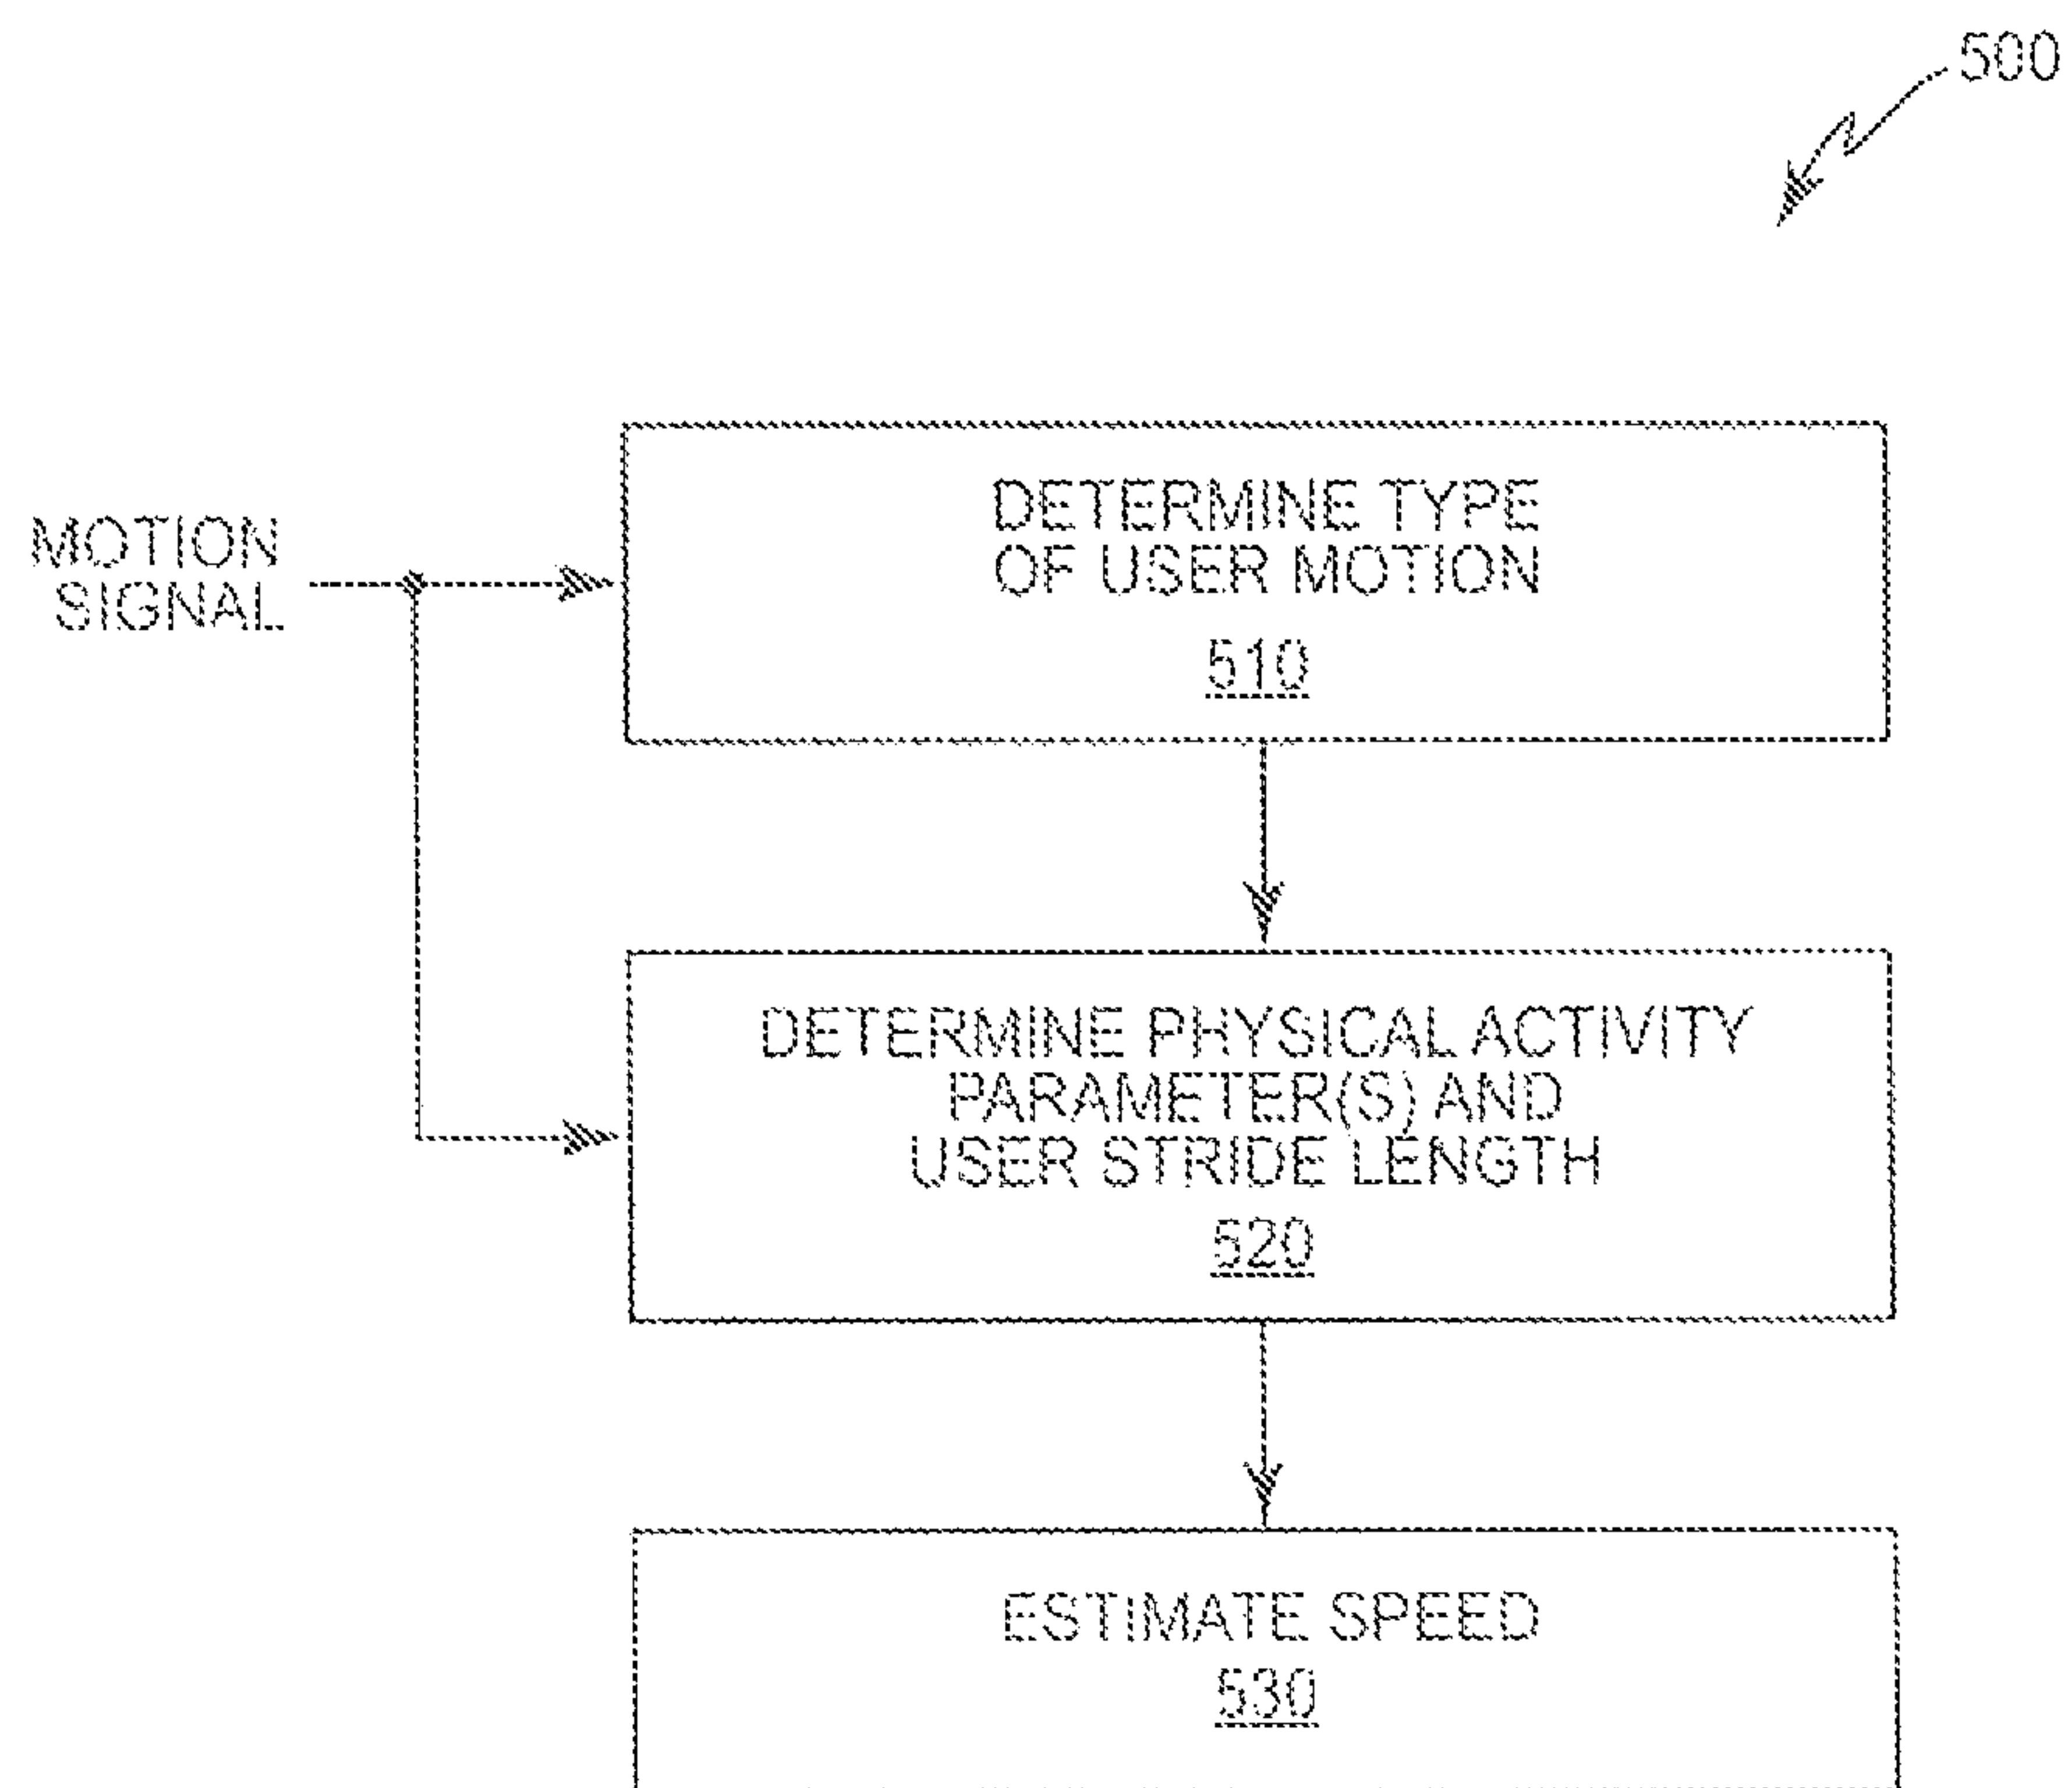 500
MOTION
SIGNAL
DETERMINE TYPE
OF USER MOTION
510
DETERMINE PHYSICAL ACTIVITY
PARAMETER(S) AND
USER STRIDE LENGTH
520
ESTIMATE SPEED
530